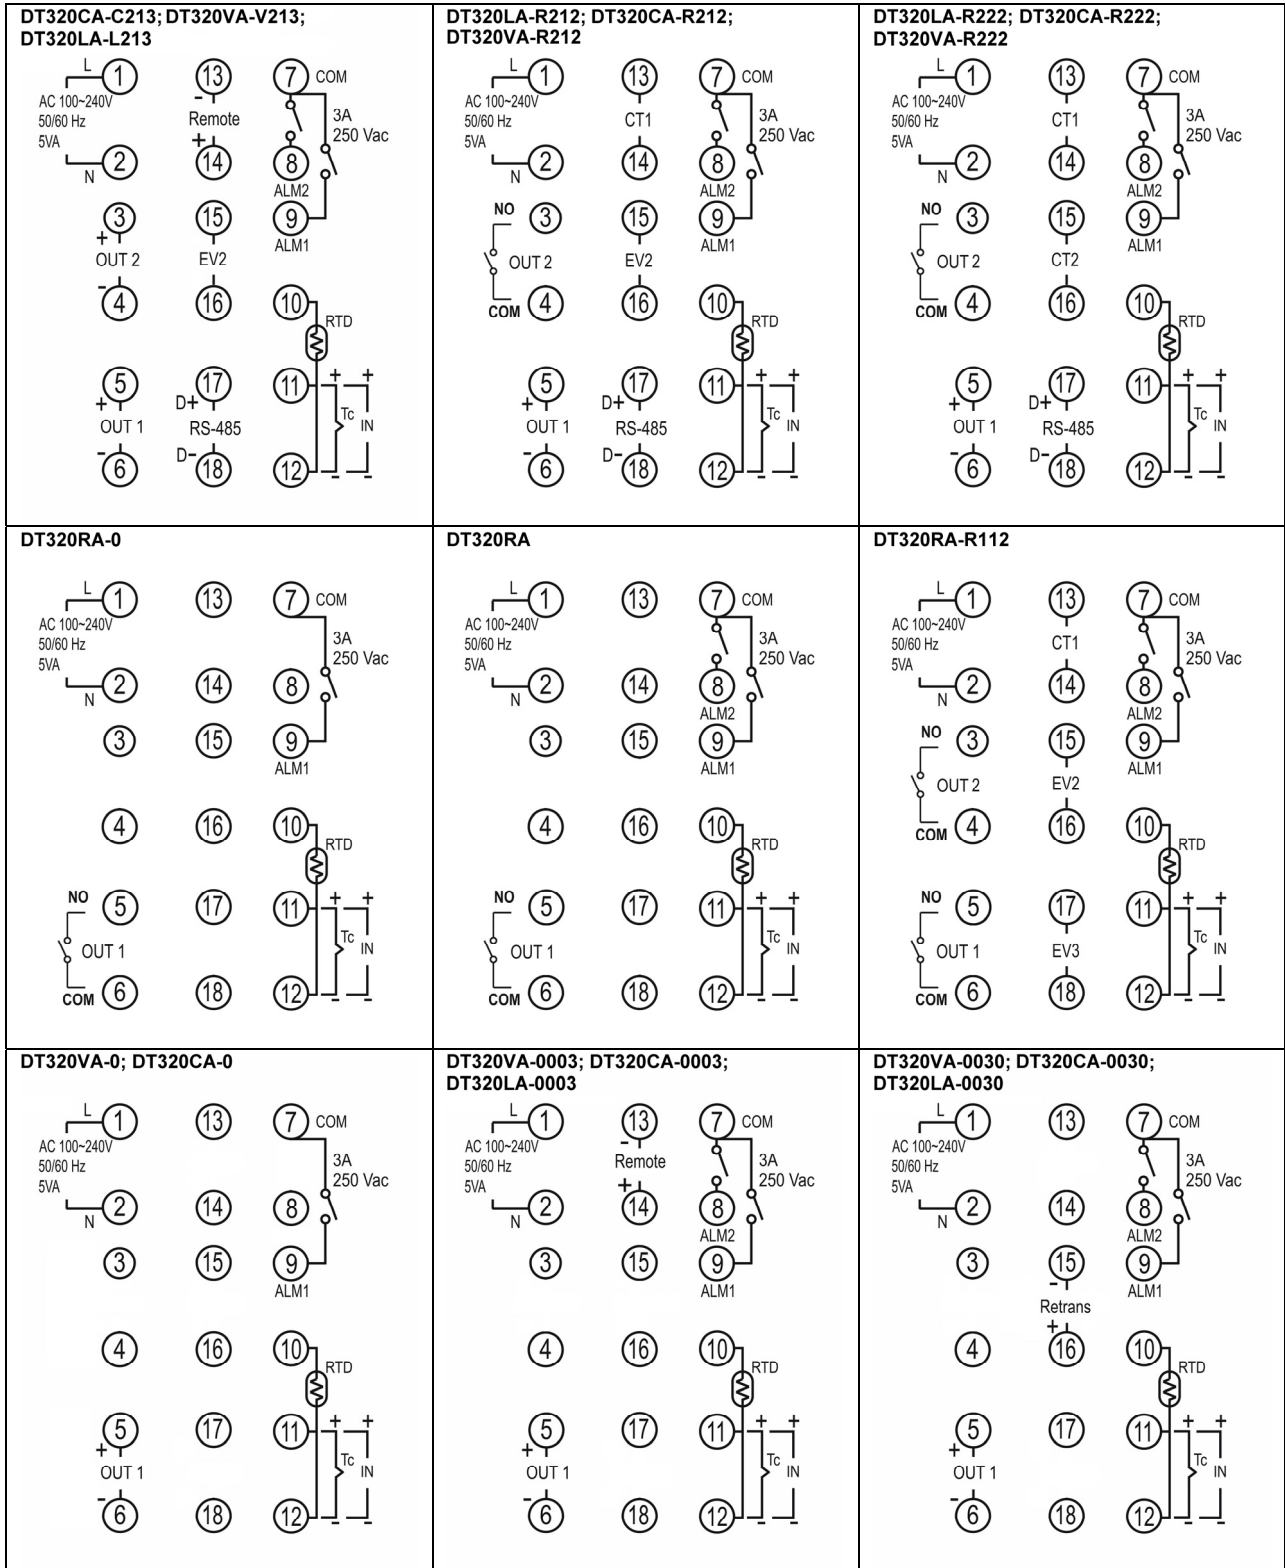 DT320CA-C213; DT320VA-V213;
DT320LA-L213
L 1 13 7 COM
AC 100~240V
50/60 Hz
5VA
- Remote +
3A
250 Vac
N 2 14 8
ALM2
3 15 9
ALM1
+ OUT 2 -
EV2
4 16 10
RTD
5 17 11 + +
+ OUT 1 -
D+ RS-485 D-
Tc IN
6 18 12 - -
DT320LA-R212; DT320CA-R212;
DT320VA-R212
L 1 13 7 COM
AC 100~240V
50/60 Hz
5VA
CT1
3A
250 Vac
N 2 14 8
ALM2
NO 3 15 9
ALM1
OUT 2 EV2
COM 4 16 10
RTD
5 17 11 + +
+ OUT 1 -
D+ RS-485 D-
Tc IN
6 18 12 - -
DT320LA-R222; DT320CA-R222;
DT320VA-R222
L 1 13 7 COM
AC 100~240V
50/60 Hz
5VA
CT1
3A
250 Vac
N 2 14 8
ALM2
NO 3 15 9
ALM1
OUT 2 CT2
COM 4 16 10
RTD
5 17 11 + +
+ OUT 1 -
D+ RS-485 D-
Tc IN
6 18 12 - -
DT320RA-0
L 1 13 7 COM
AC 100~240V
50/60 Hz
5VA
3A
250 Vac
N 2 14 8
3 15 9
ALM1
4 16 10
RTD
NO 5 17 11 + +
OUT 1 Tc IN
COM 6 18 12 - -
DT320RA
L 1 13 7 COM
AC 100~240V
50/60 Hz
5VA
3A
250 Vac
N 2 14 8
ALM2
3 15 9
ALM1
4 16 10
RTD
NO 5 17 11 + +
OUT 1 Tc IN
COM 6 18 12 - -
DT320RA-R112
L 1 13 7 COM
AC 100~240V
50/60 Hz
5VA
CT1
3A
250 Vac
N 2 14 8
ALM2
NO 3 15 9
ALM1
OUT 2 EV2
COM 4 16 10
RTD
NO 5 17 11 + +
OUT 1 EV3 Tc IN
COM 6 18 12 - -
DT320VA-0; DT320CA-0
L 1 13 7 COM
AC 100~240V
50/60 Hz
5VA
3A
250 Vac
N 2 14 8
3 15 9
ALM1
4 16 10
RTD
5 17 11 + +
+ OUT 1 - Tc IN
6 18 12 - -
DT320VA-0003; DT320CA-0003;
DT320LA-0003
L 1 13 7 COM
AC 100~240V
50/60 Hz
5VA
- Remote +
3A
250 Vac
N 2 14 8
ALM2
3 15 9
ALM1
4 16 10
RTD
5 17 11 + +
+ OUT 1 - Tc IN
6 18 12 - -
DT320VA-0030; DT320CA-0030;
DT320LA-0030
L 1 13 7 COM
AC 100~240V
50/60 Hz
5VA
3A
250 Vac
N 2 14 8
ALM2
3 15 9
ALM1
- Retrans +
4 16 10
RTD
5 17 11 + +
+ OUT 1 - Tc IN
6 18 12 - -